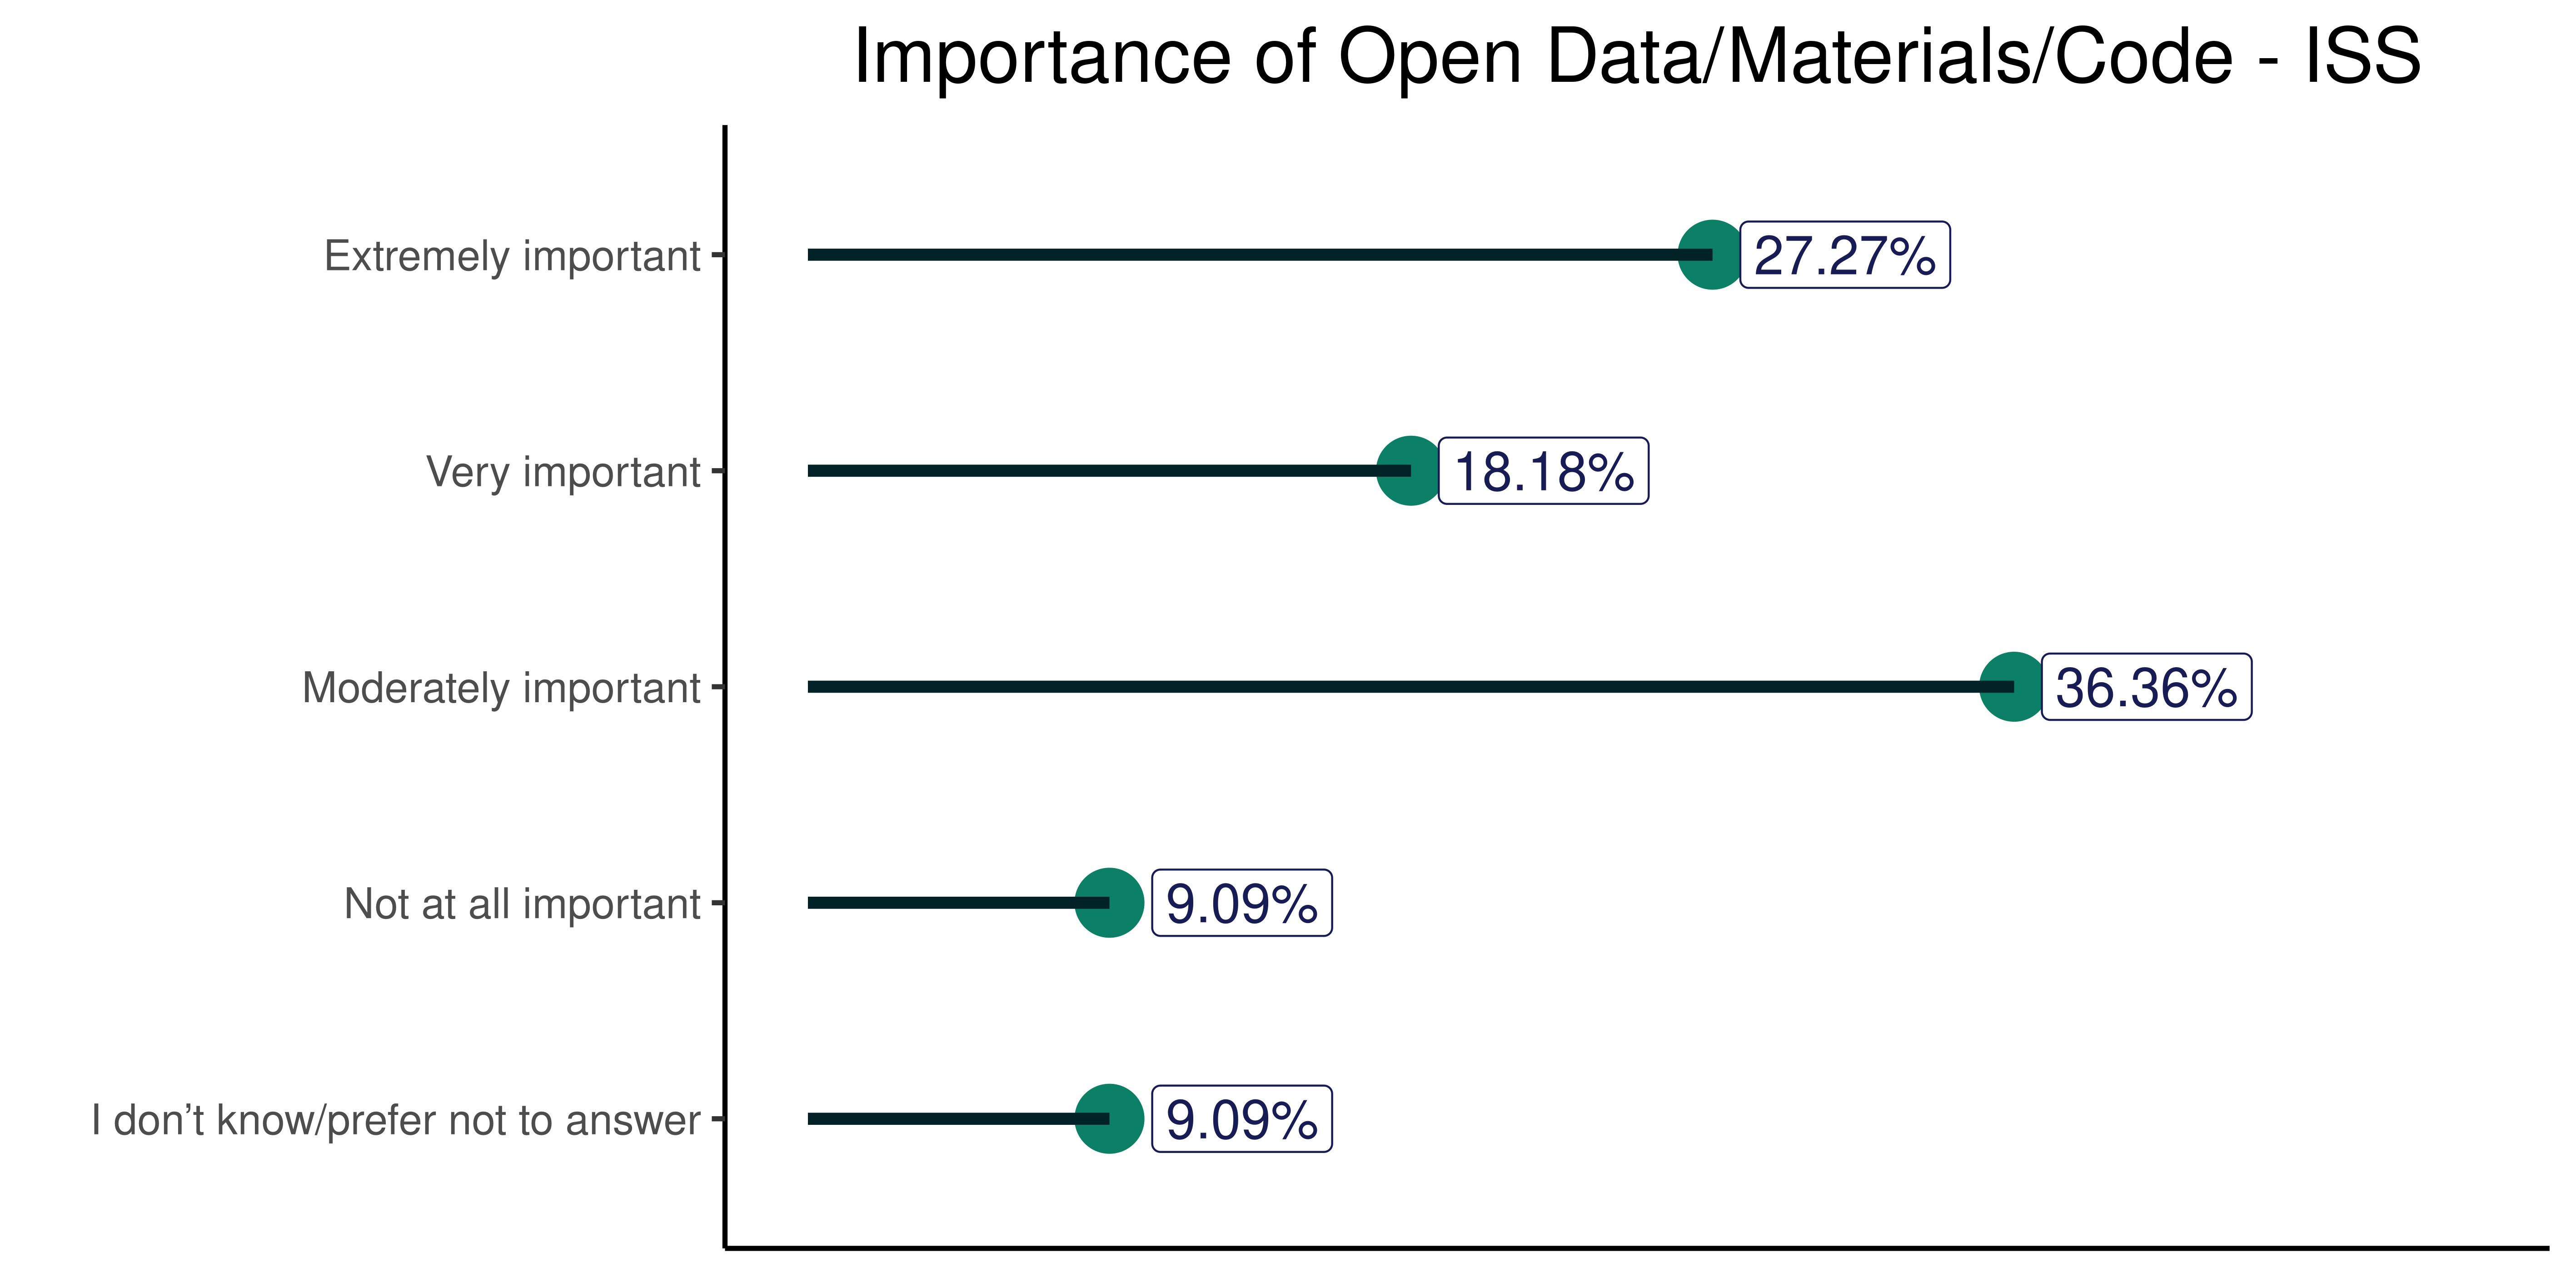 Importance of Open Data/Materials/Code - ISS
Extremely important
27.27%
Very important
18.18%
Moderately important
36.36%
Not at all important
9.09%
I don’t know/prefer not to answer
9.09%